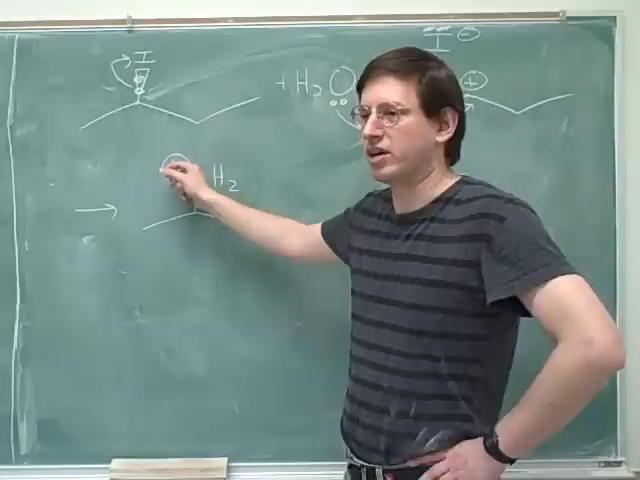 I + H₂O ⊕ I ⊖
→ H₂